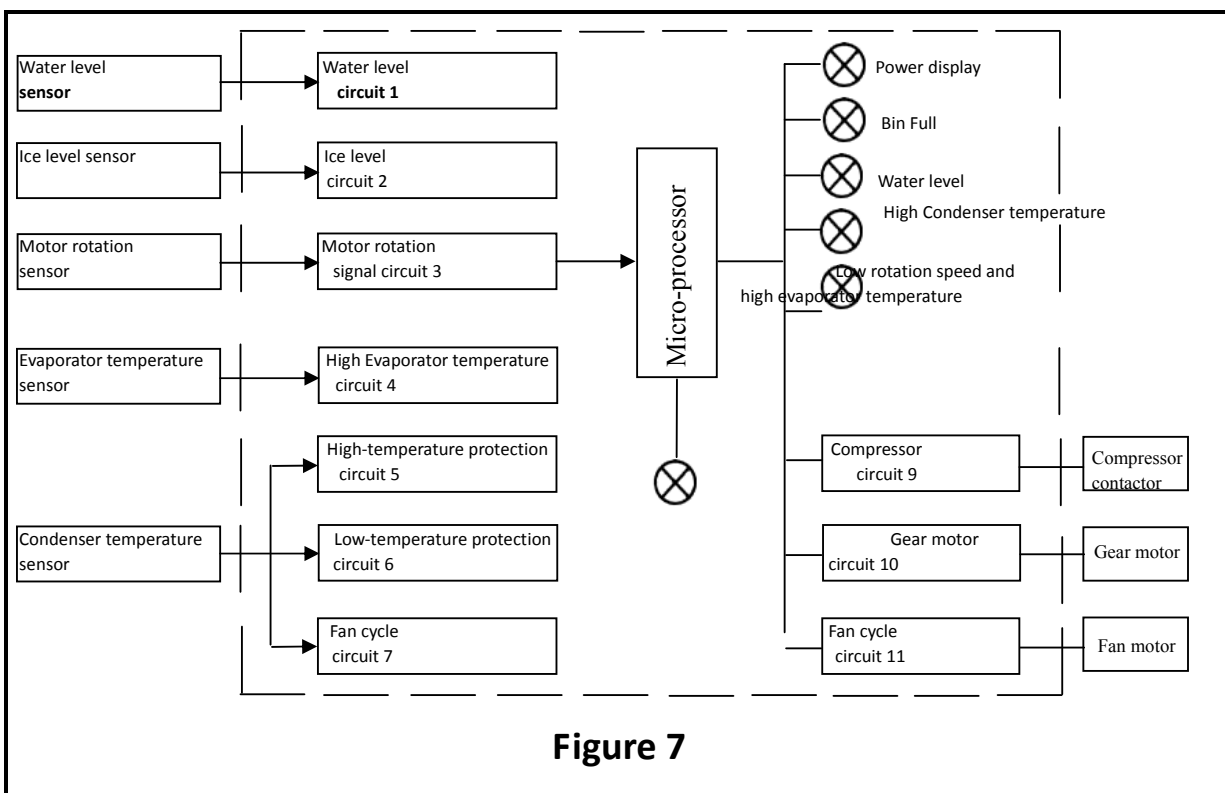 Water level
sensor
Water level
circuit 1
Ice level sensor
Ice level
circuit 2
Motor rotation
sensor
Motor rotation
signal circuit 3
Evaporator temperature
sensor
High Evaporator temperature
circuit 4
High-temperature protection
circuit 5
Condenser temperature
sensor
Low-temperature protection
circuit 6
Fan cycle
circuit 7
Micro-processor
Power display
Bin Full
Water level
High Condenser temperature
Low rotation speed and
high evaporator temperature
Compressor
circuit 9
Compressor
contactor
Gear motor
circuit 10
Gear motor
Fan cycle
circuit 11
Fan motor
Figure 7